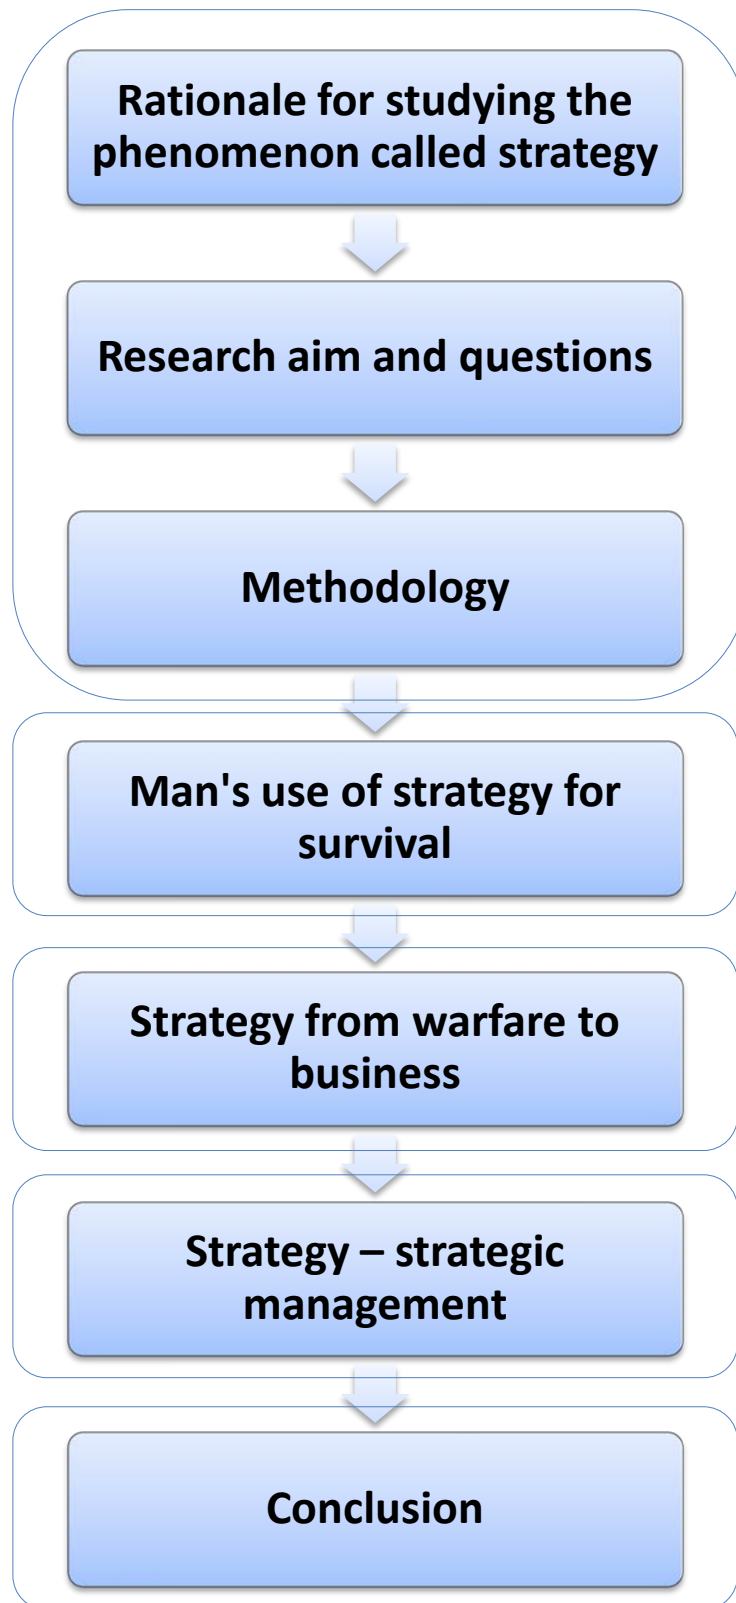 Rationale for studying the
phenomenon called strategy
Research aim and questions
Methodology
Man's use of strategy for
survival
Strategy from warfare to
business
Strategy – strategic
management
Conclusion